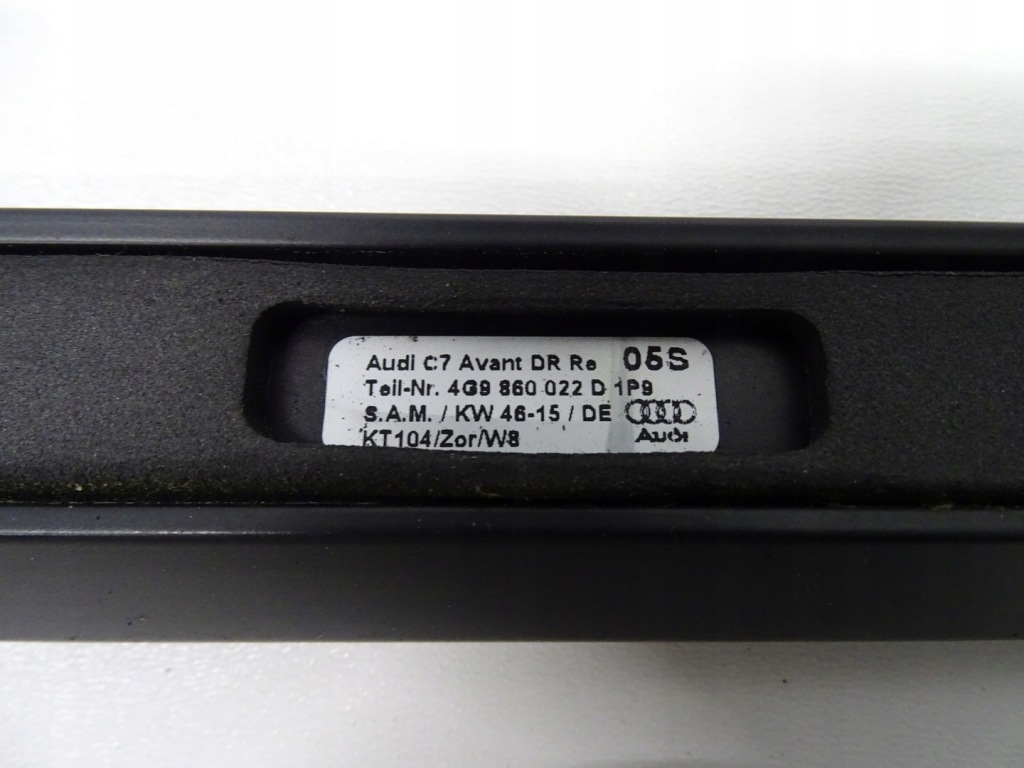 Audi C7 Avant DR Re 05S
Teil-Nr. 4G9 860 022 D 1P9
S.A.M. / KW 46-15 / DE
KT104/Zor/W8
Audi